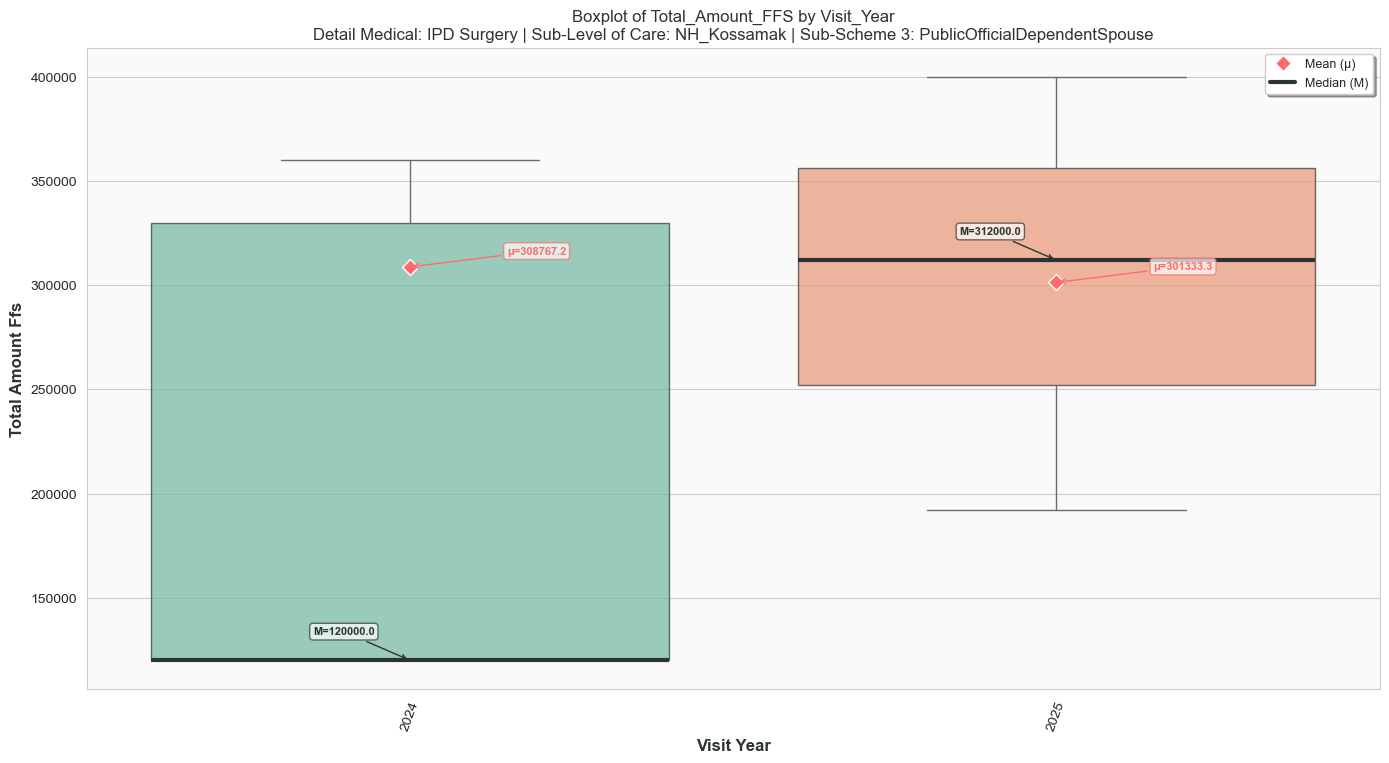 Boxplot of Total_Amount_FFS by Visit_Year
Detail Medical: IPD Surgery | Sub-Level of Care: NH_Kossamak | Sub-Scheme 3: PublicOfficialDependentSpouse
Mean (μ)
Median (M)
400000
350000
300000
250000
200000
150000
Total Amount Ffs
μ=308767.2
M=120000.0
M=312000.0
μ=301333.3
2024
2025
Visit Year